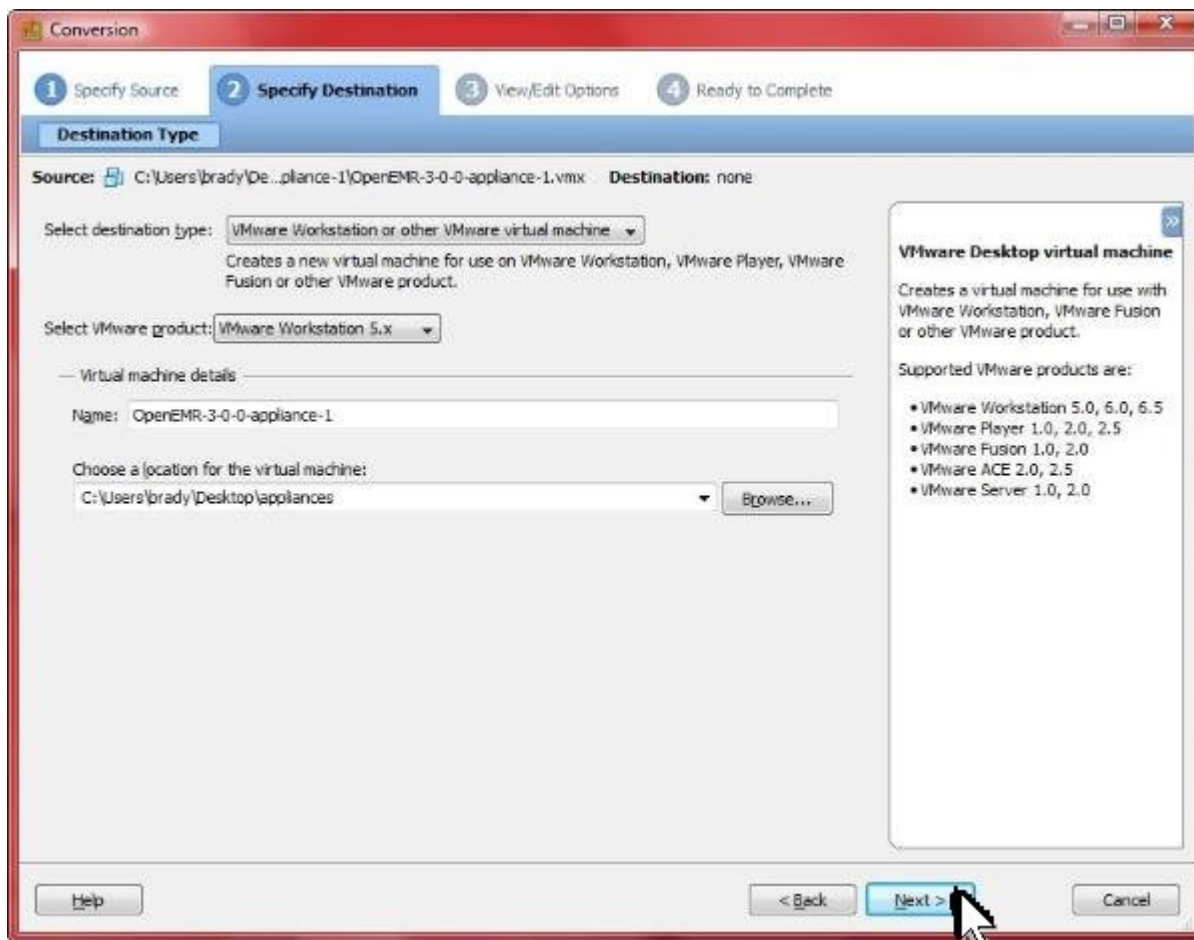 Conversion
1 Specify Source 2 Specify Destination 3 View/Edit Options 4 Ready to Complete
Destination Type
Source: C:\Users\brady\De...pliance-1\OpenEMR-3-0-0-appliance-1.vmx Destination: none
Select destination type: VMware Workstation or other VMware virtual machine
Creates a new virtual machine for use on VMware Workstation, VMware Player, VMware
Fusion or other VMware product.
Select VMware product: VMware Workstation 5.x
Virtual machine details
Name: OpenEMR-3-0-0-appliance-1
Choose a location for the virtual machine:
C:\Users\brady\Desktop\appliances Browse...
»
VMware Desktop virtual machine
Creates a virtual machine for use with
VMware Workstation, VMware Fusion
or other VMware product.
Supported VMware products are:
• VMware Workstation 5.0, 6.0, 6.5
• VMware Player 1.0, 2.0, 2.5
• VMware Fusion 1.0, 2.0
• VMware ACE 2.0, 2.5
• VMware Server 1.0, 2.0
Help < Back Next > Cancel